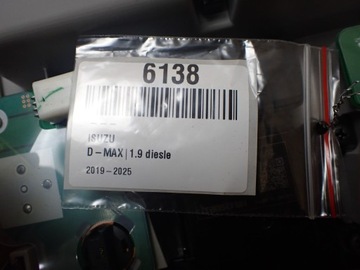 6138
ISUZU
D-MAX|1.9 diesle
2019-2025